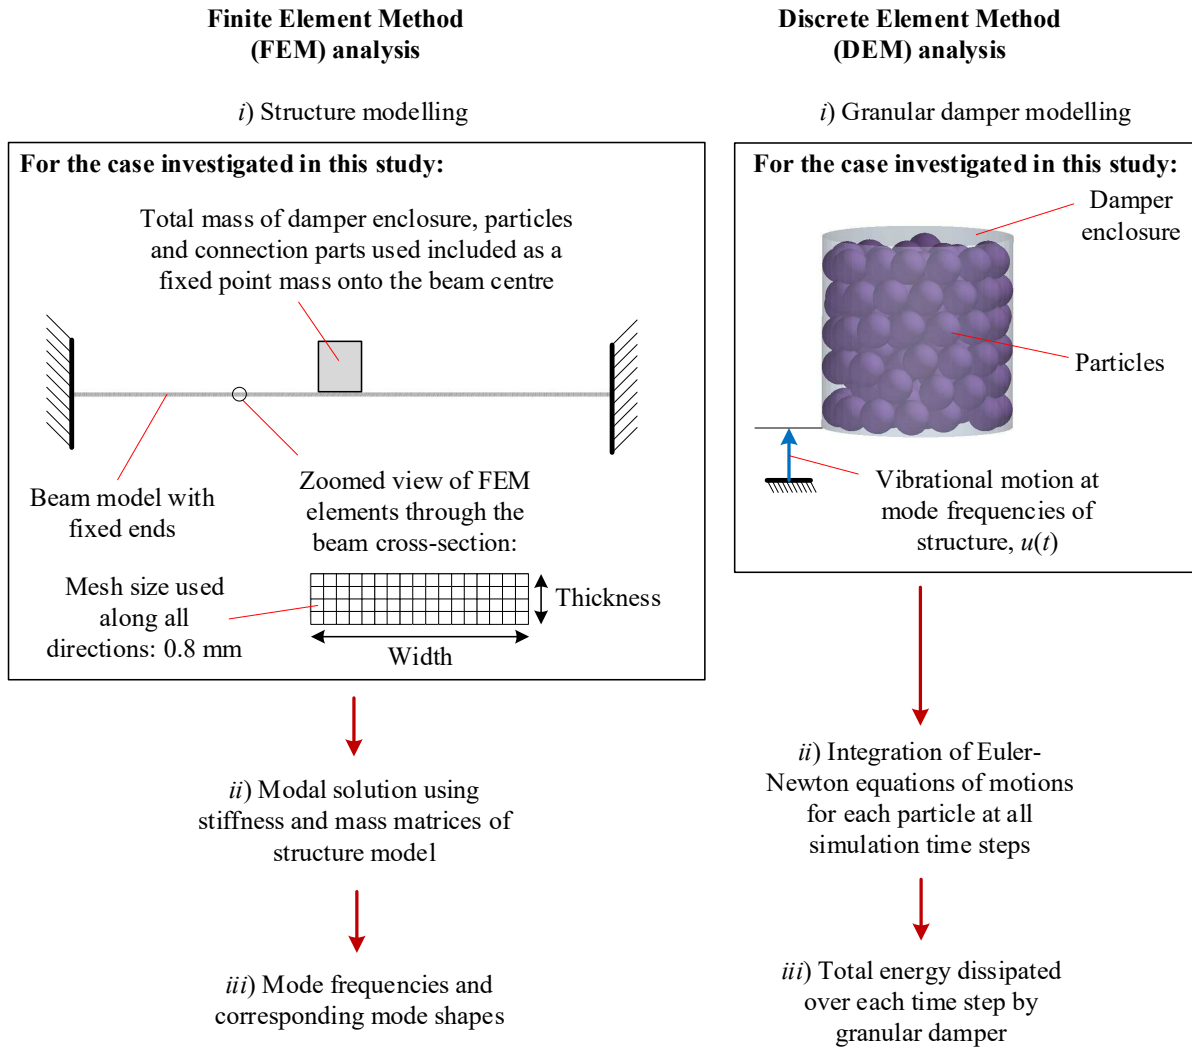 Finite Element Method
(FEM) analysis
i) Structure modelling
For the case investigated in this study:
Total mass of damper enclosure, particles
and connection parts used included as a
fixed point mass onto the beam centre
Beam model with
fixed ends
Zoomed view of FEM
elements through the
beam cross-section:
Mesh size used
along all
directions: 0.8 mm
Thickness
Width
ii) Modal solution using
stiffness and mass matrices of
structure model
iii) Mode frequencies and
corresponding mode shapes
Discrete Element Method
(DEM) analysis
i) Granular damper modelling
For the case investigated in this study:
Damper
enclosure
Particles
Vibrational motion at
mode frequencies of
structure, u(t)
ii) Integration of Euler-
Newton equations of motions
for each particle at all
simulation time steps
iii) Total energy dissipated
over each time step by
granular damper